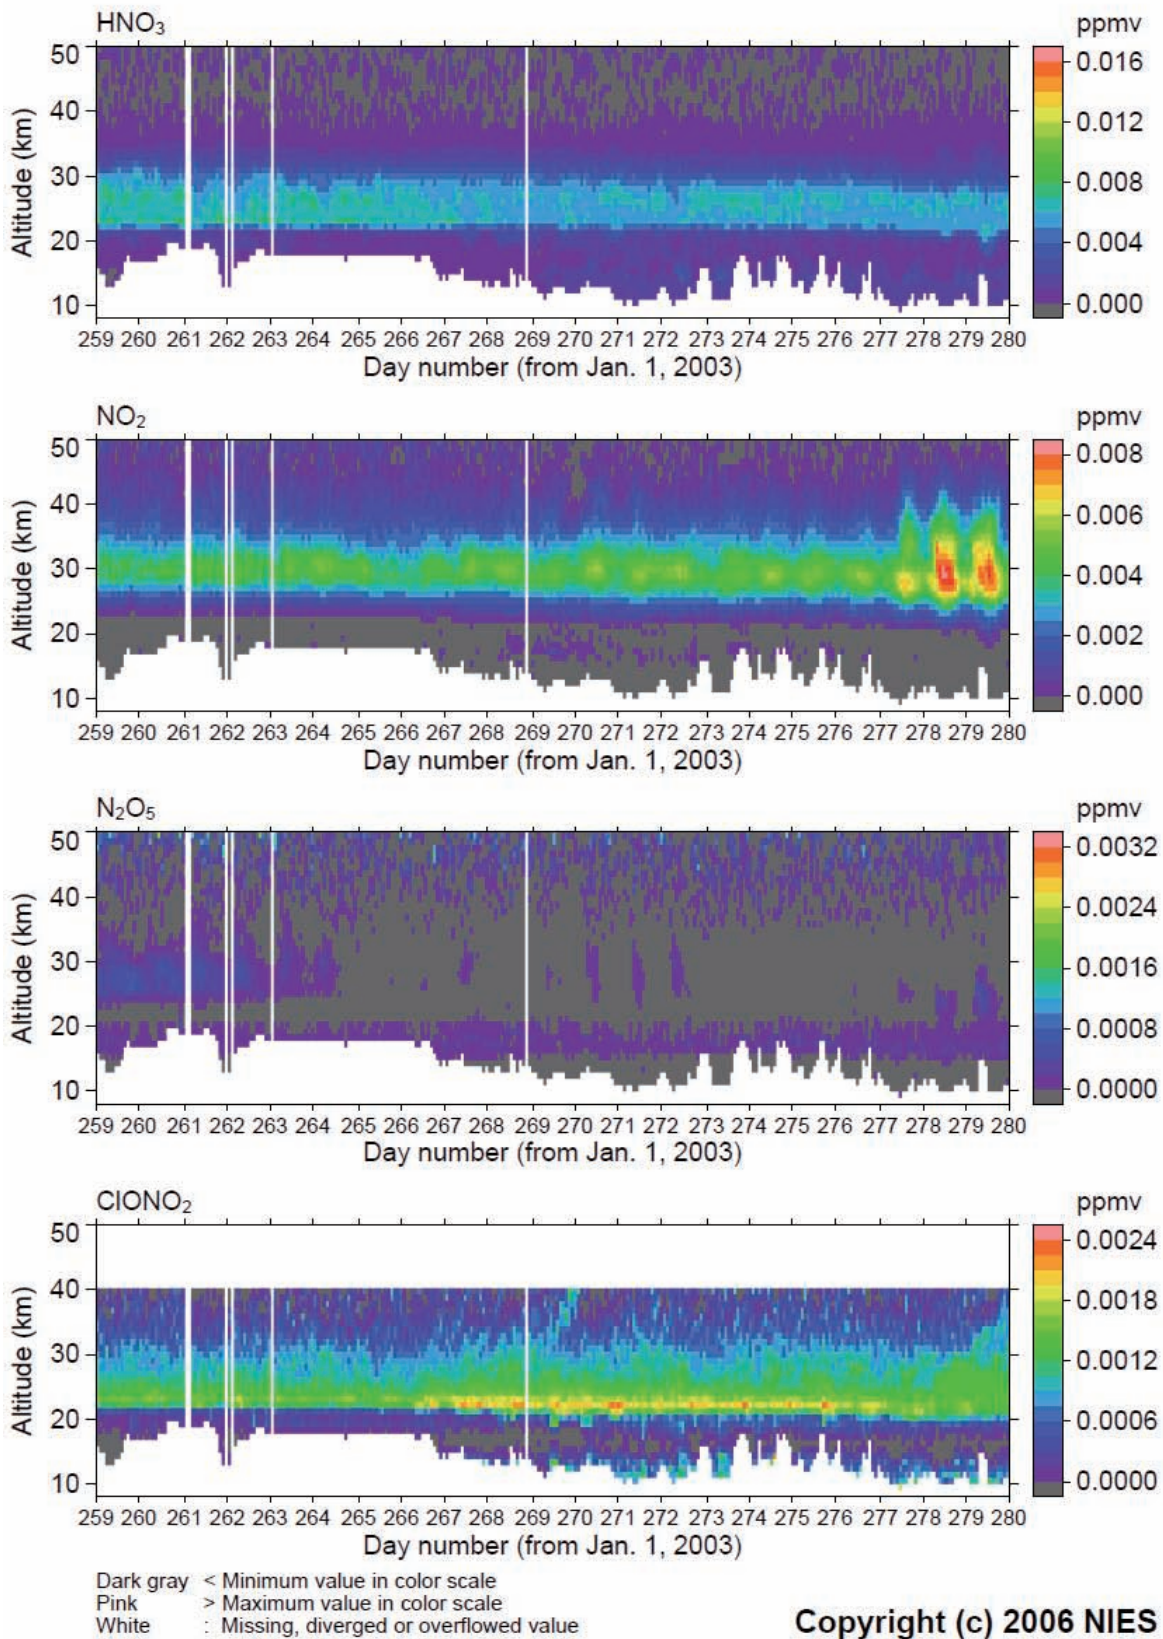 HNO3
ppmv
50
40
30
20
10
Altitude (km)
0.016
0.012
0.008
0.004
0.000
259 260 261 262 263 264 265 266 267 268 269 270 271 272 273 274 275 276 277 278 279 280
Day number (from Jan. 1, 2003)
NO2
ppmv
50
40
30
20
10
Altitude (km)
0.008
0.006
0.004
0.002
0.000
259 260 261 262 263 264 265 266 267 268 269 270 271 272 273 274 275 276 277 278 279 280
Day number (from Jan. 1, 2003)
N2O5
ppmv
50
40
30
20
10
Altitude (km)
0.0032
0.0024
0.0016
0.0008
0.0000
259 260 261 262 263 264 265 266 267 268 269 270 271 272 273 274 275 276 277 278 279 280
Day number (from Jan. 1, 2003)
ClONO2
ppmv
50
40
30
20
10
Altitude (km)
0.0024
0.0018
0.0012
0.0006
0.0000
259 260 261 262 263 264 265 266 267 268 269 270 271 272 273 274 275 276 277 278 279 280
Day number (from Jan. 1, 2003)
Dark gray < Minimum value in color scale
Pink > Maximum value in color scale
White : Missing, diverged or overflowed value
Copyright (c) 2006 NIES